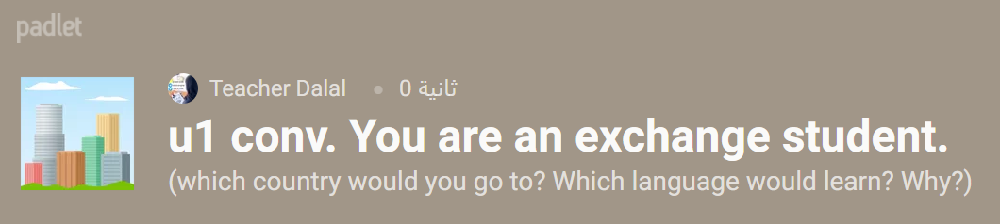 padlet
Teacher Dalal • 0 ثانية
u1 conv. You are an exchange student.
(which country would you go to? Which language would learn? Why?)